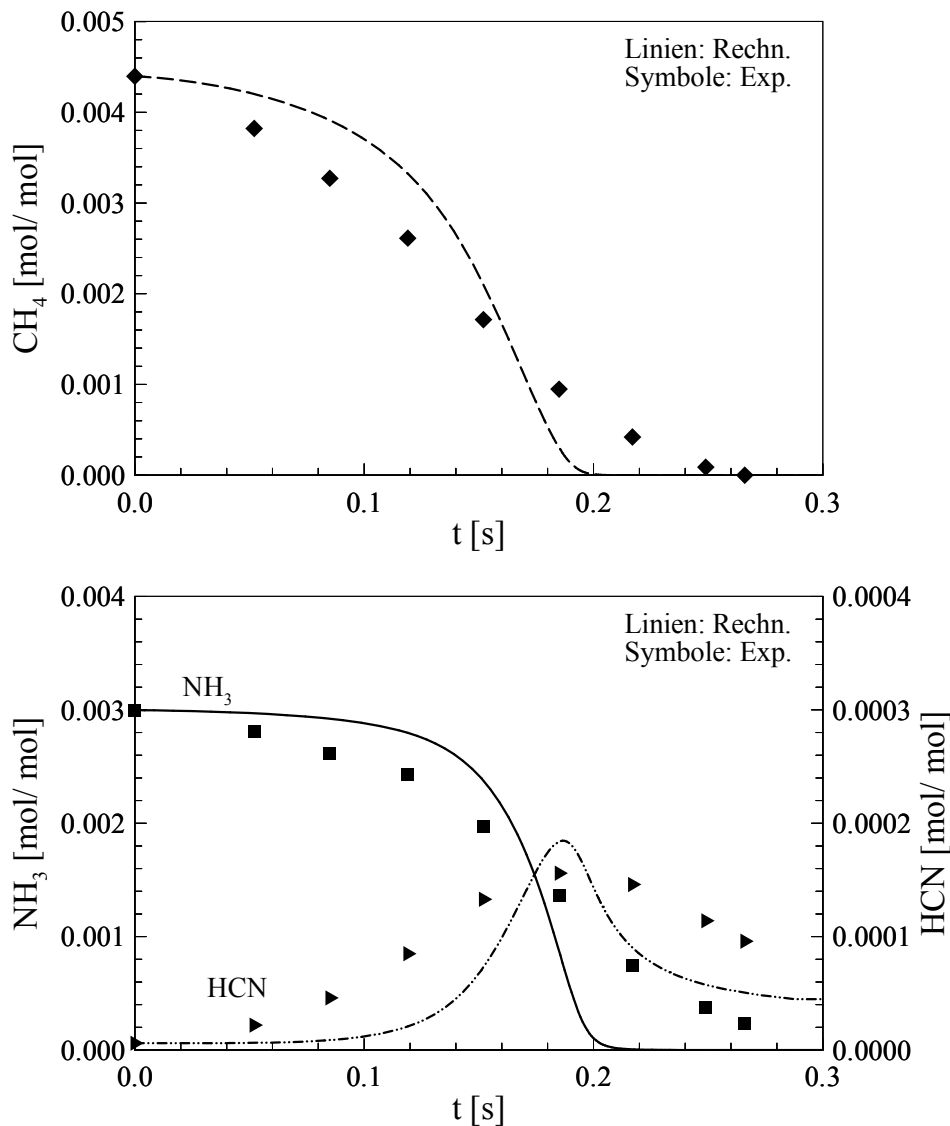 0.005
Linien: Rechn.
Symbole: Exp.
0.004
0.003
0.002
0.001
0.000
CH4 [mol/ mol]
0.0 0.1 0.2 0.3
t [s]
0.004 0.0004
Linien: Rechn.
Symbole: Exp.
NH3
0.003 0.0003
0.002 0.0002
0.001 0.0001
HCN
0.000 0.0000
NH3 [mol/ mol]
HCN [mol/ mol]
0.0 0.1 0.2 0.3
t [s]